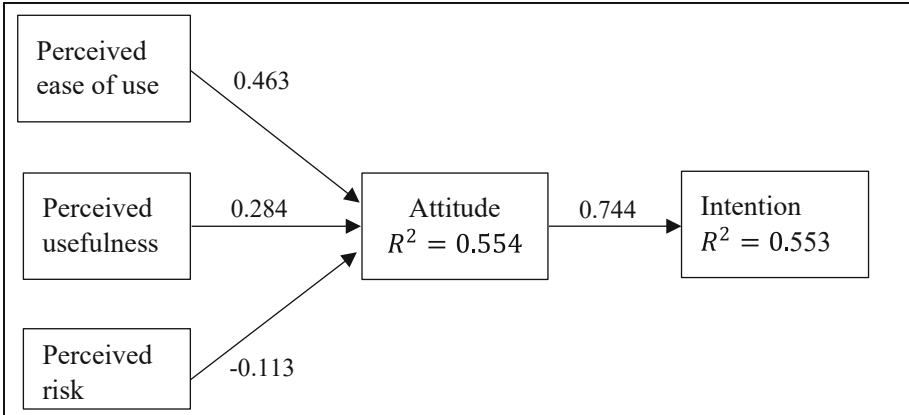 Perceived
ease of use
0.463
Perceived
usefulness
0.284
Attitude
R² = 0.554
0.744
Intention
R² = 0.553
Perceived
risk
-0.113